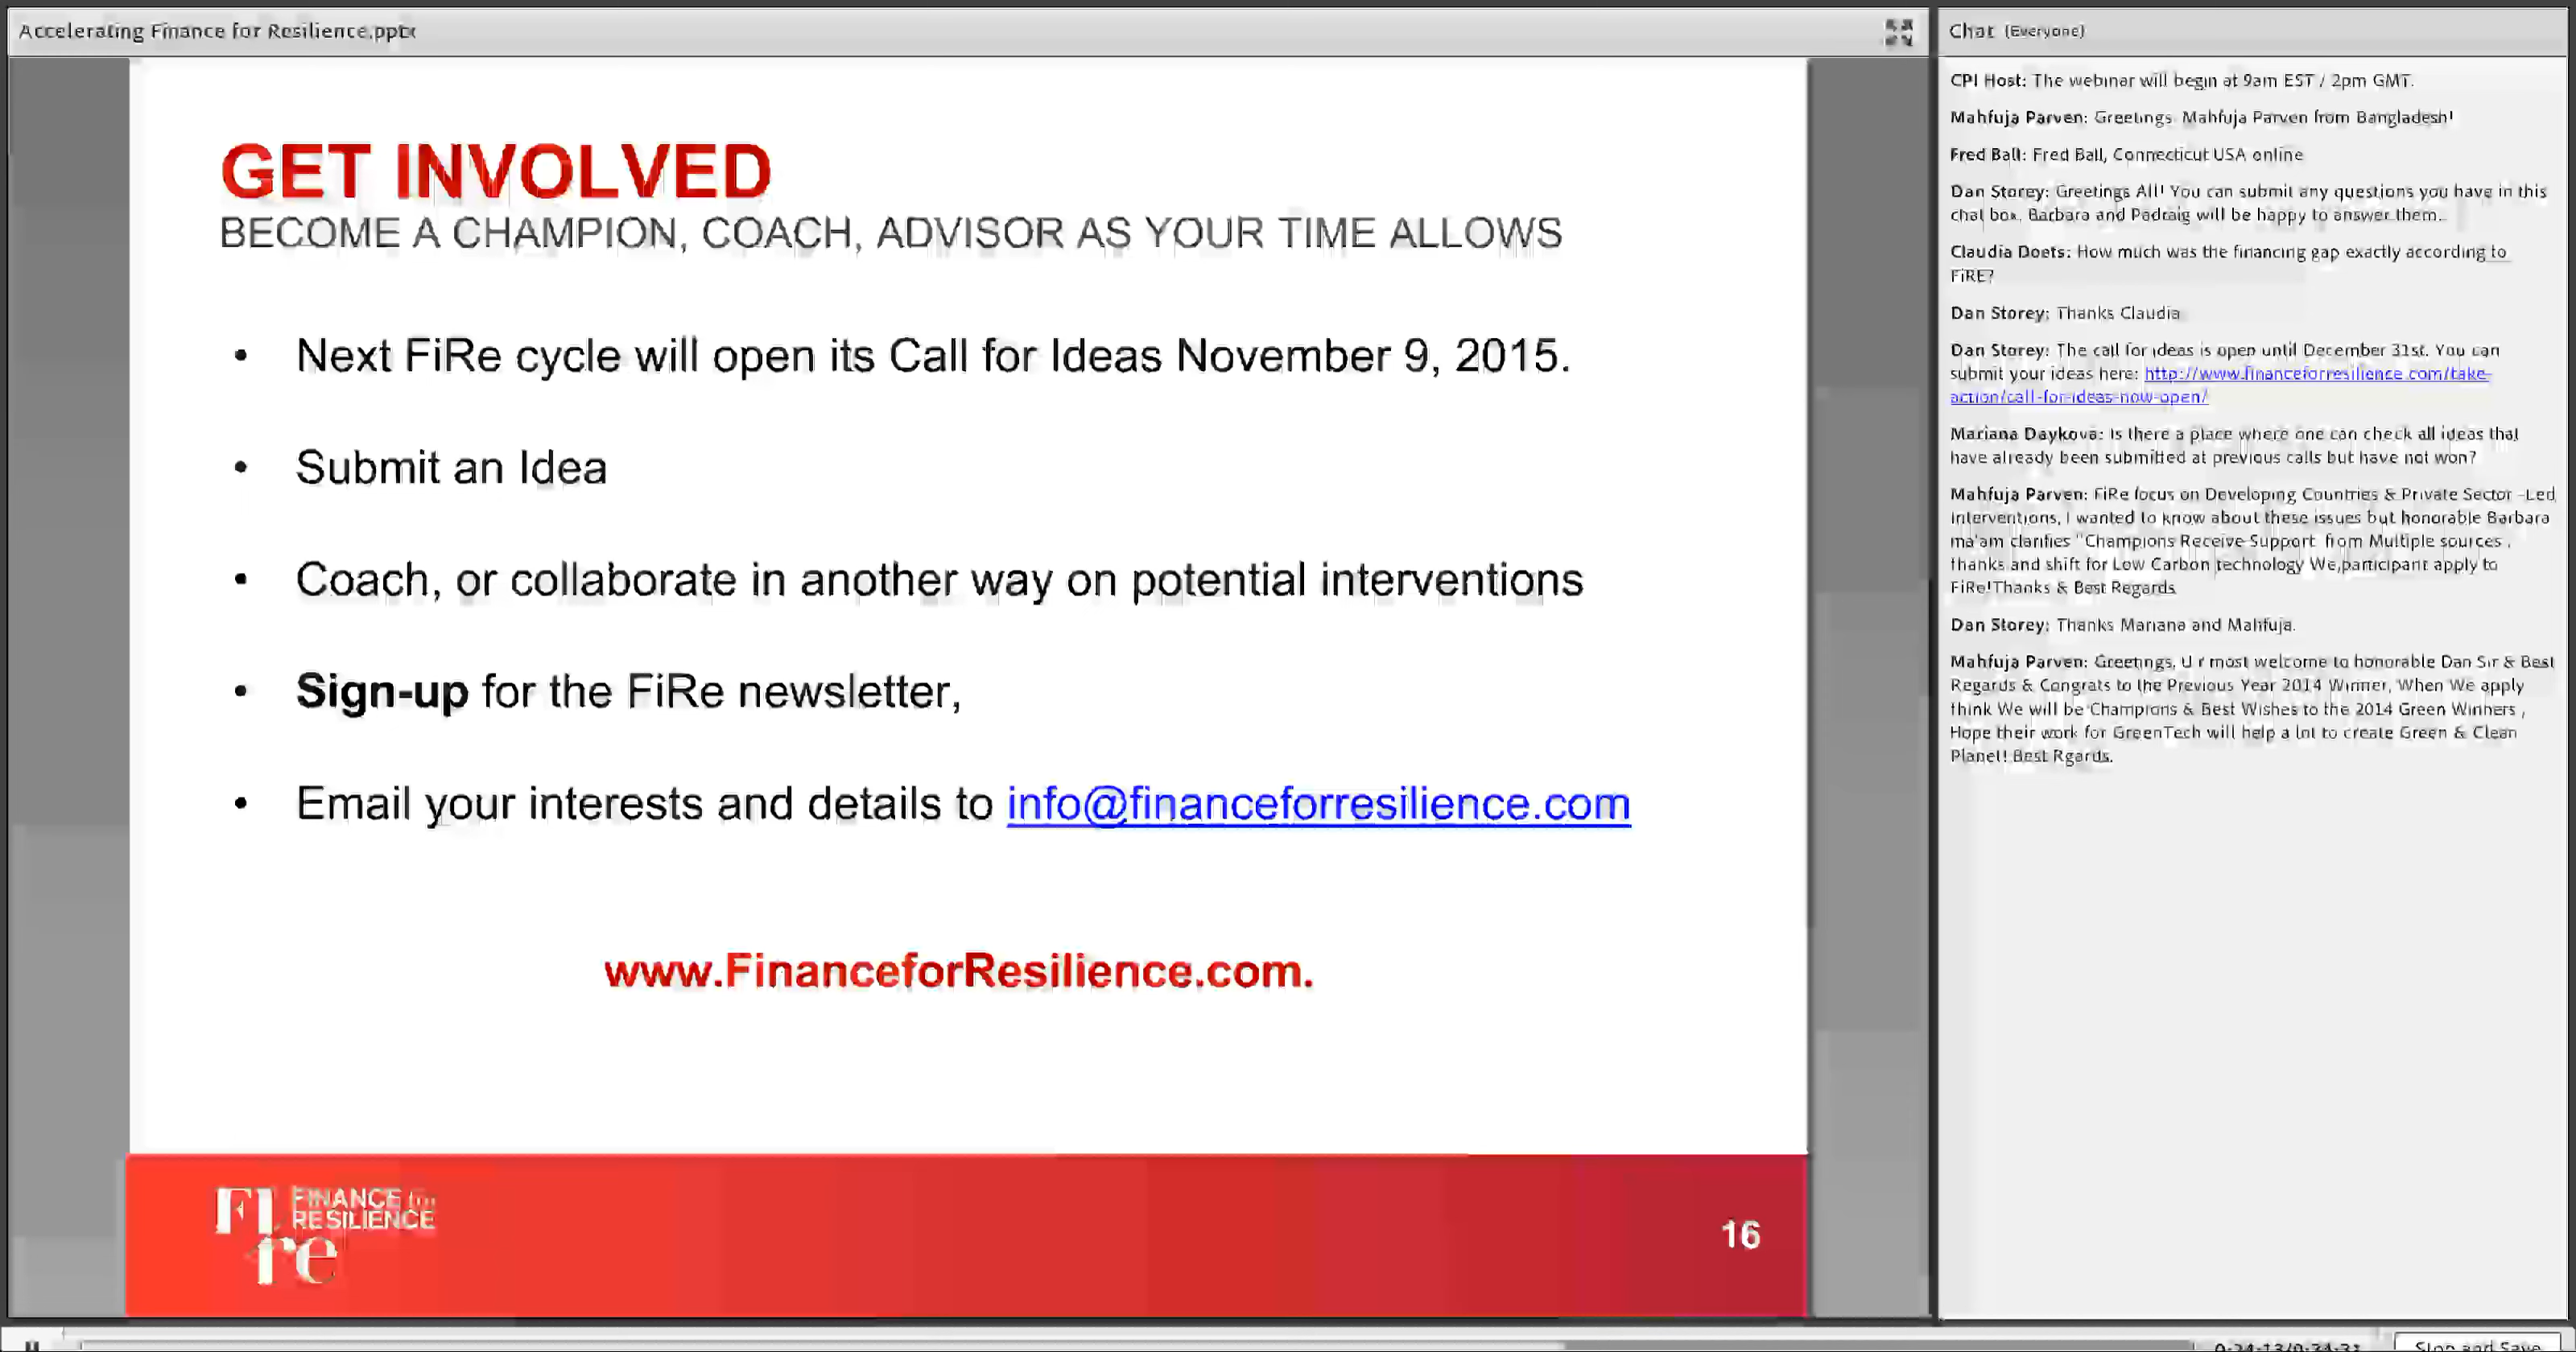 Accelerating Finance for Resilience.pptx
GET INVOLVED
BECOME A CHAMPION, COACH, ADVISOR AS YOUR TIME ALLOWS
• Next FiRe cycle will open its Call for Ideas November 9, 2015.
• Submit an Idea
• Coach, or collaborate in another way on potential interventions
• Sign-up for the FiRe newsletter,
• Email your interests and details to info@financeforresilience.com
www.FinanceforResilience.com.
FI FINANCE for
RESILIENCE
re
16
Chat (Everyone)
CPI Host: The webinar will begin at 9am EST / 2pm GMT.
Mahfuja Parven: Greetings Mahfuja Parven from Bangladesh!
Fred Ball: Fred Ball, Connecticut USA online
Dan Storey: Greetings All! You can submit any questions you have in this
chat box. Barbara and Padraig will be happy to answer them..
Claudia Doets: How much was the financing gap exactly according to
FiRE?
Dan Storey: Thanks Claudia
Dan Storey: The call for ideas is open until December 31st. You can
submit your ideas here: http://www.financeforresilience.com/take-
action/call-for-ideas-now-open/
Mariana Daykova: Is there a place where one can check all ideas that
have already been submitted at previous calls but have not won?
Mahfuja Parven: FiRe focus on Developing Countries & Private Sector -Led
Interventions, I wanted to know about these issues but honorable Barbara
ma'am clarifies "Champions Receive Support from Multiple sources .
thanks and shift for Low Carbon technology We,participant apply to
FiRe!Thanks & Best Regards
Dan Storey: Thanks Mariana and Mahfuja.
Mahfuja Parven: Greetings, U r most welcome to honorable Dan Sir & Best
Regards & Congrats to the Previous Year 2014 Winner, When We apply
think We will be Champions & Best Wishes to the 2014 Green Winners ,
Hope their work for GreenTech will help a lot to create Green & Clean
Planet! Best Rgards.
0:24:13/0:34:31
Stop and Save